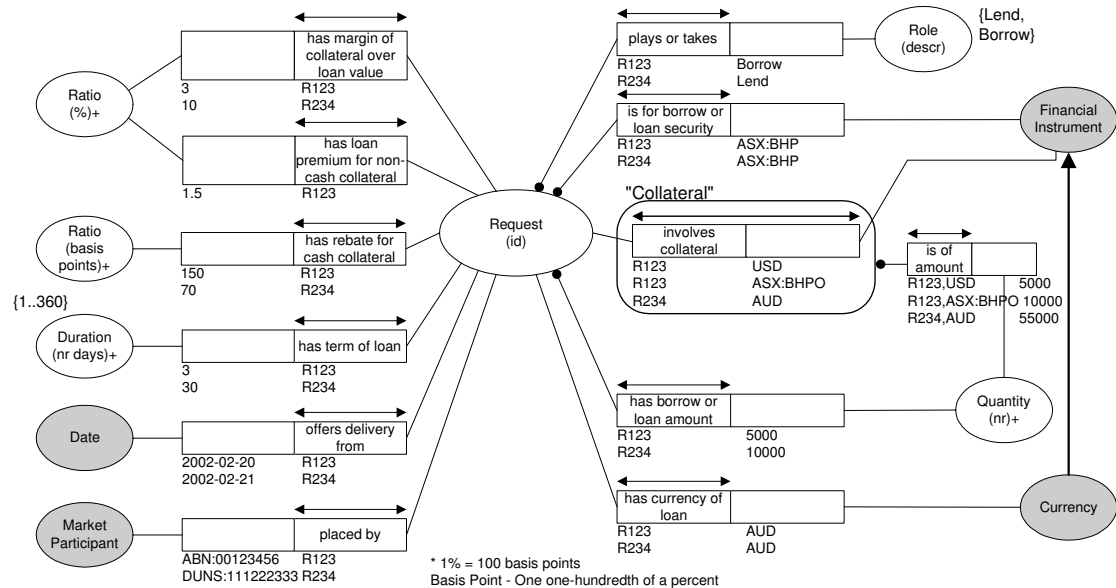 Ratio
(%)+
has margin of
collateral over
loan value
3 R123
10 R234
has loan
premium for non-
cash collateral
1.5 R123
Ratio
(basis
points)+
has rebate for
cash collateral
150 R123
70 R234
{1..360}
Duration
(nr days)+
has term of loan
3 R123
30 R234
Date
offers delivery
from
2002-02-20 R123
2002-02-21 R234
Market
Participant
placed by
ABN:00123456 R123
DUNS:111222333 R234
Request
(id)
plays or takes
R123 Borrow
R234 Lend
Role
(descr)
{Lend,
Borrow}
is for borrow or
loan security
R123 ASX:BHP
R234 ASX:BHP
Financial
Instrument
"Collateral"
involves
collateral
R123 USD
R123 ASX:BHPO
R234 AUD
is of
amount
R123,USD 5000
R123,ASX:BHPO 10000
R234,AUD 55000
has borrow or
loan amount
R123 5000
R234 10000
Quantity
(nr)+
has currency of
loan
R123 AUD
R234 AUD
Currency
* 1% = 100 basis points
Basis Point - One one-hundredth of a percent